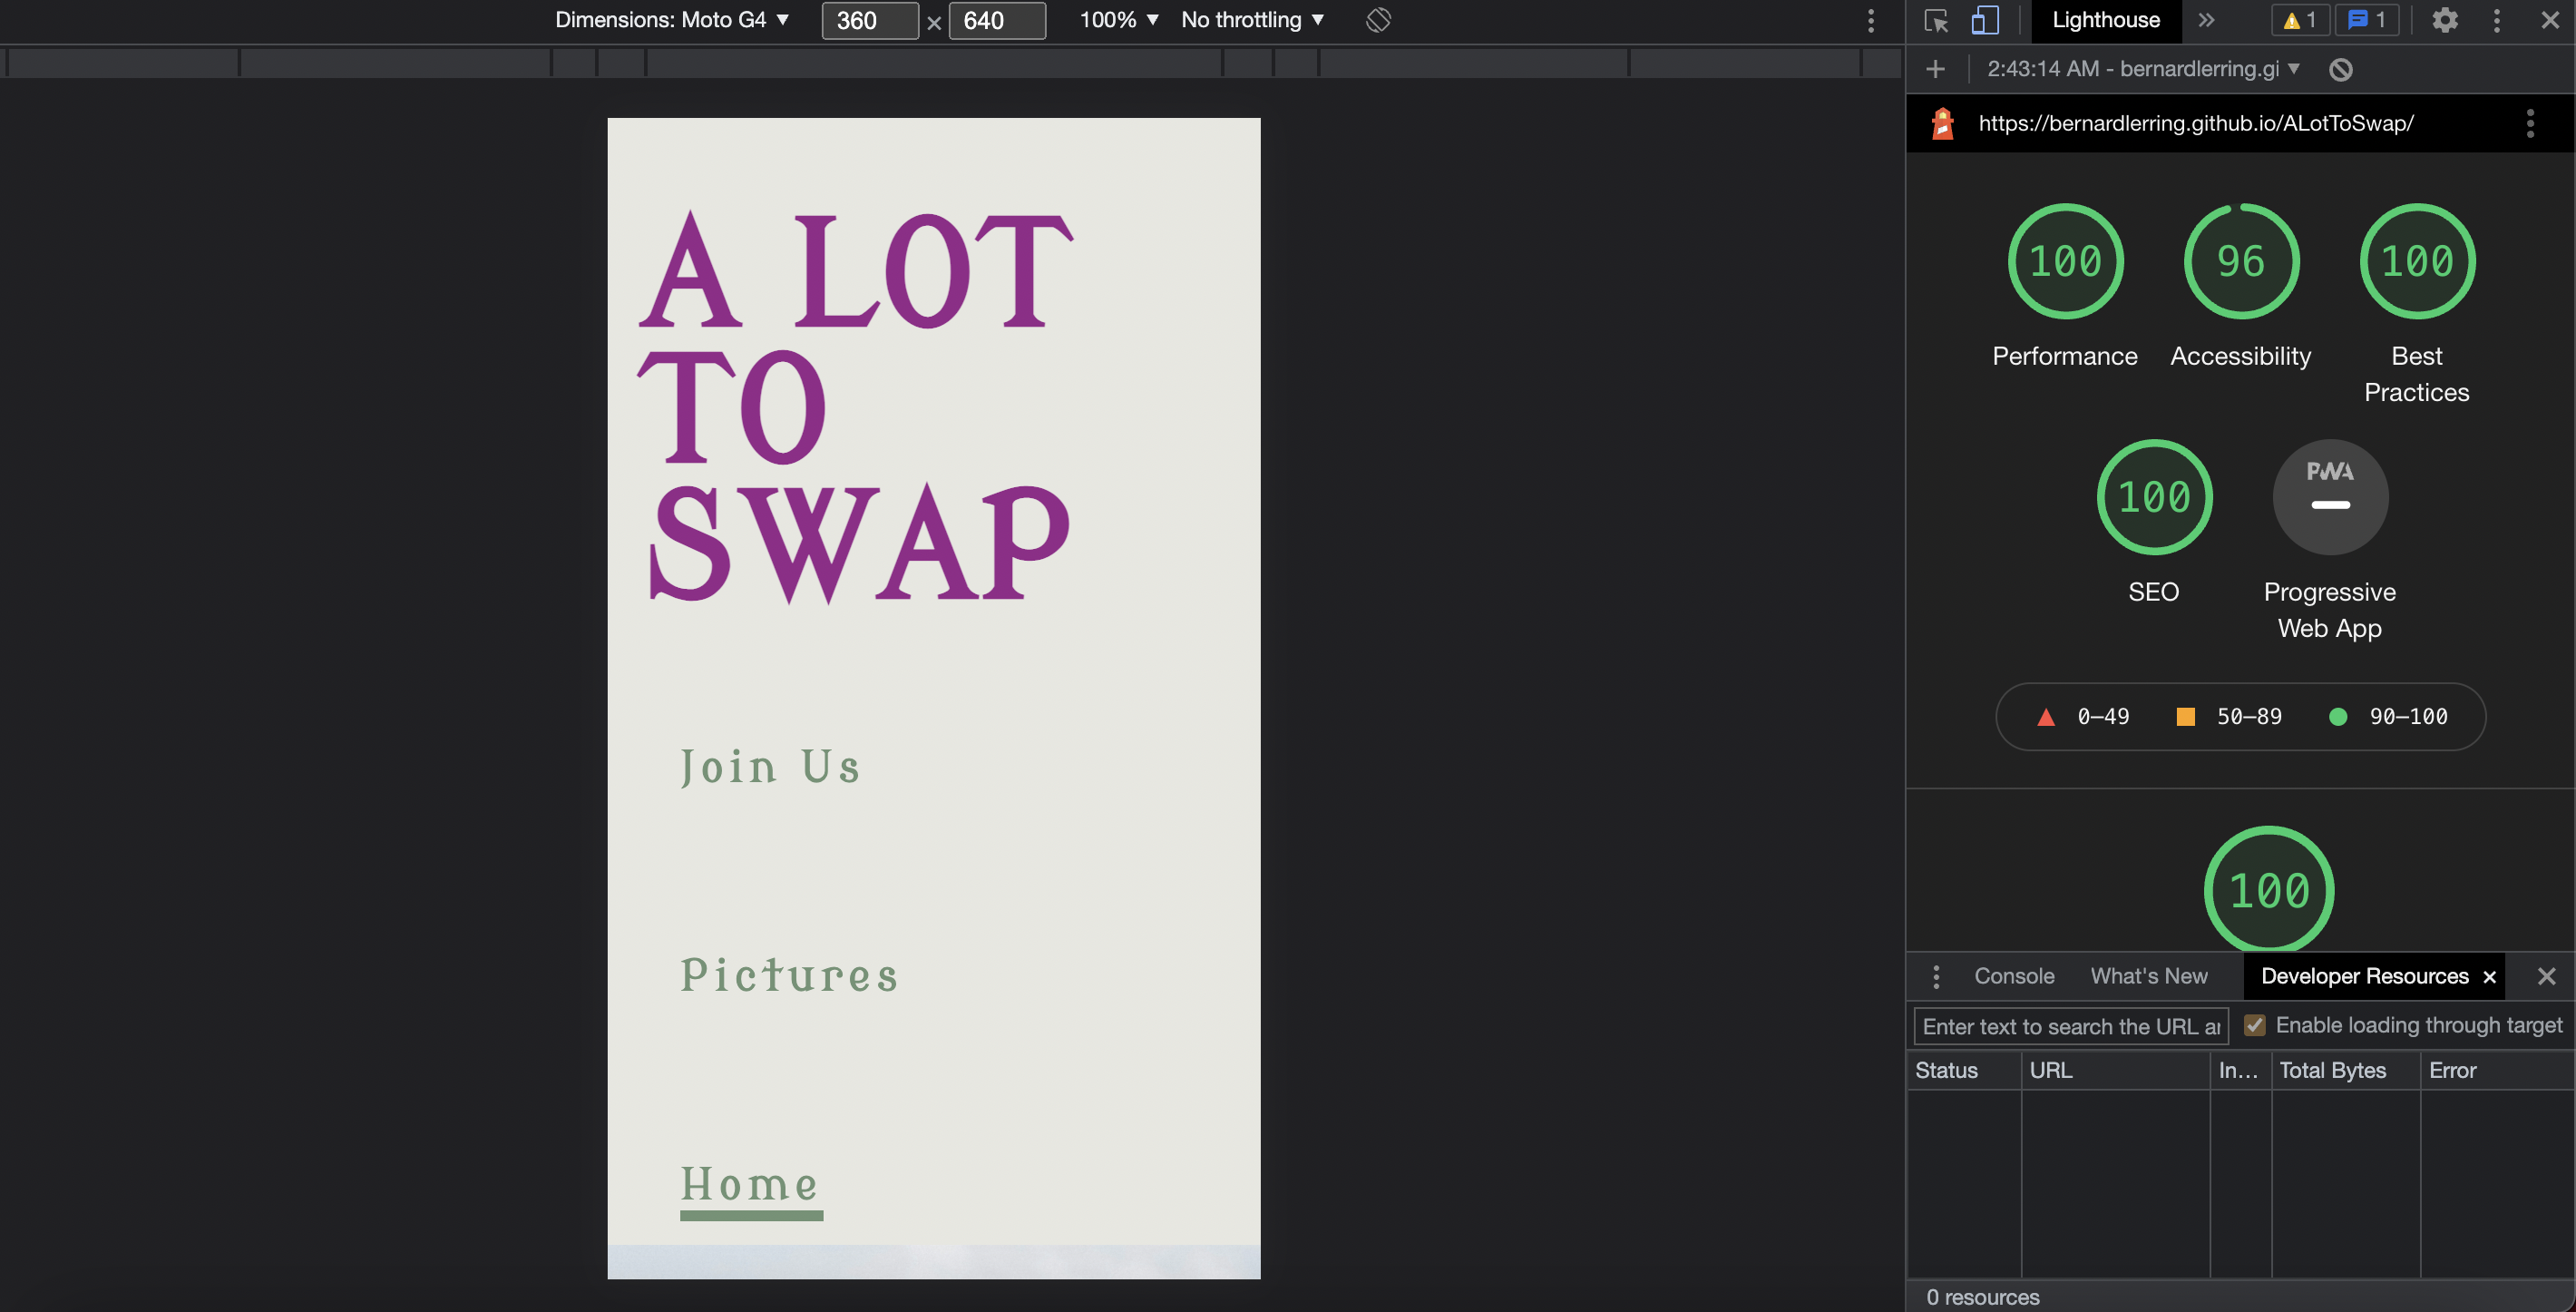 Dimensions: Moto G4 ▼ 360 × 640 100% ▼ No throttling ▼
Lighthouse » 1 1
2:43:14 AM - bernardlerring.gi ▼
https://bernardlerring.github.io/ALotToSwap/
A LOT
TO
SWAP
Join Us
Pictures
Home
100 96 100
Performance Accessibility Best
Practices
100 PWA
SEO Progressive
Web App
0–49 50–89 90–100
100
Console What's New Developer Resources ×
Enter text to search the URL ar Enable loading through target
Status URL In… Total Bytes Error
0 resources